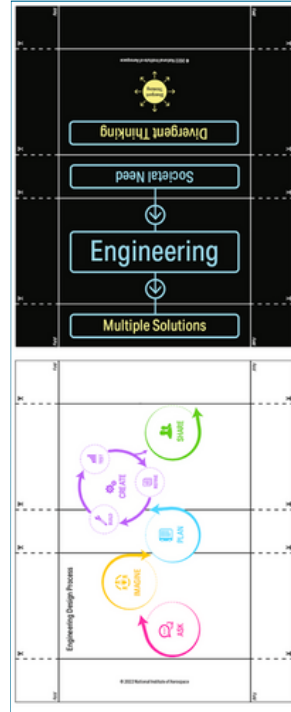 © 2023 National Institute of Aerospace
Divergent
Thinking
Divergent Thinking
Societal Need
Engineering
Multiple Solutions
Engineering Design Process
ASK
IMAGINE
PLAN
CREATE
TEST
SHARE
© 2023 National Institute of Aerospace